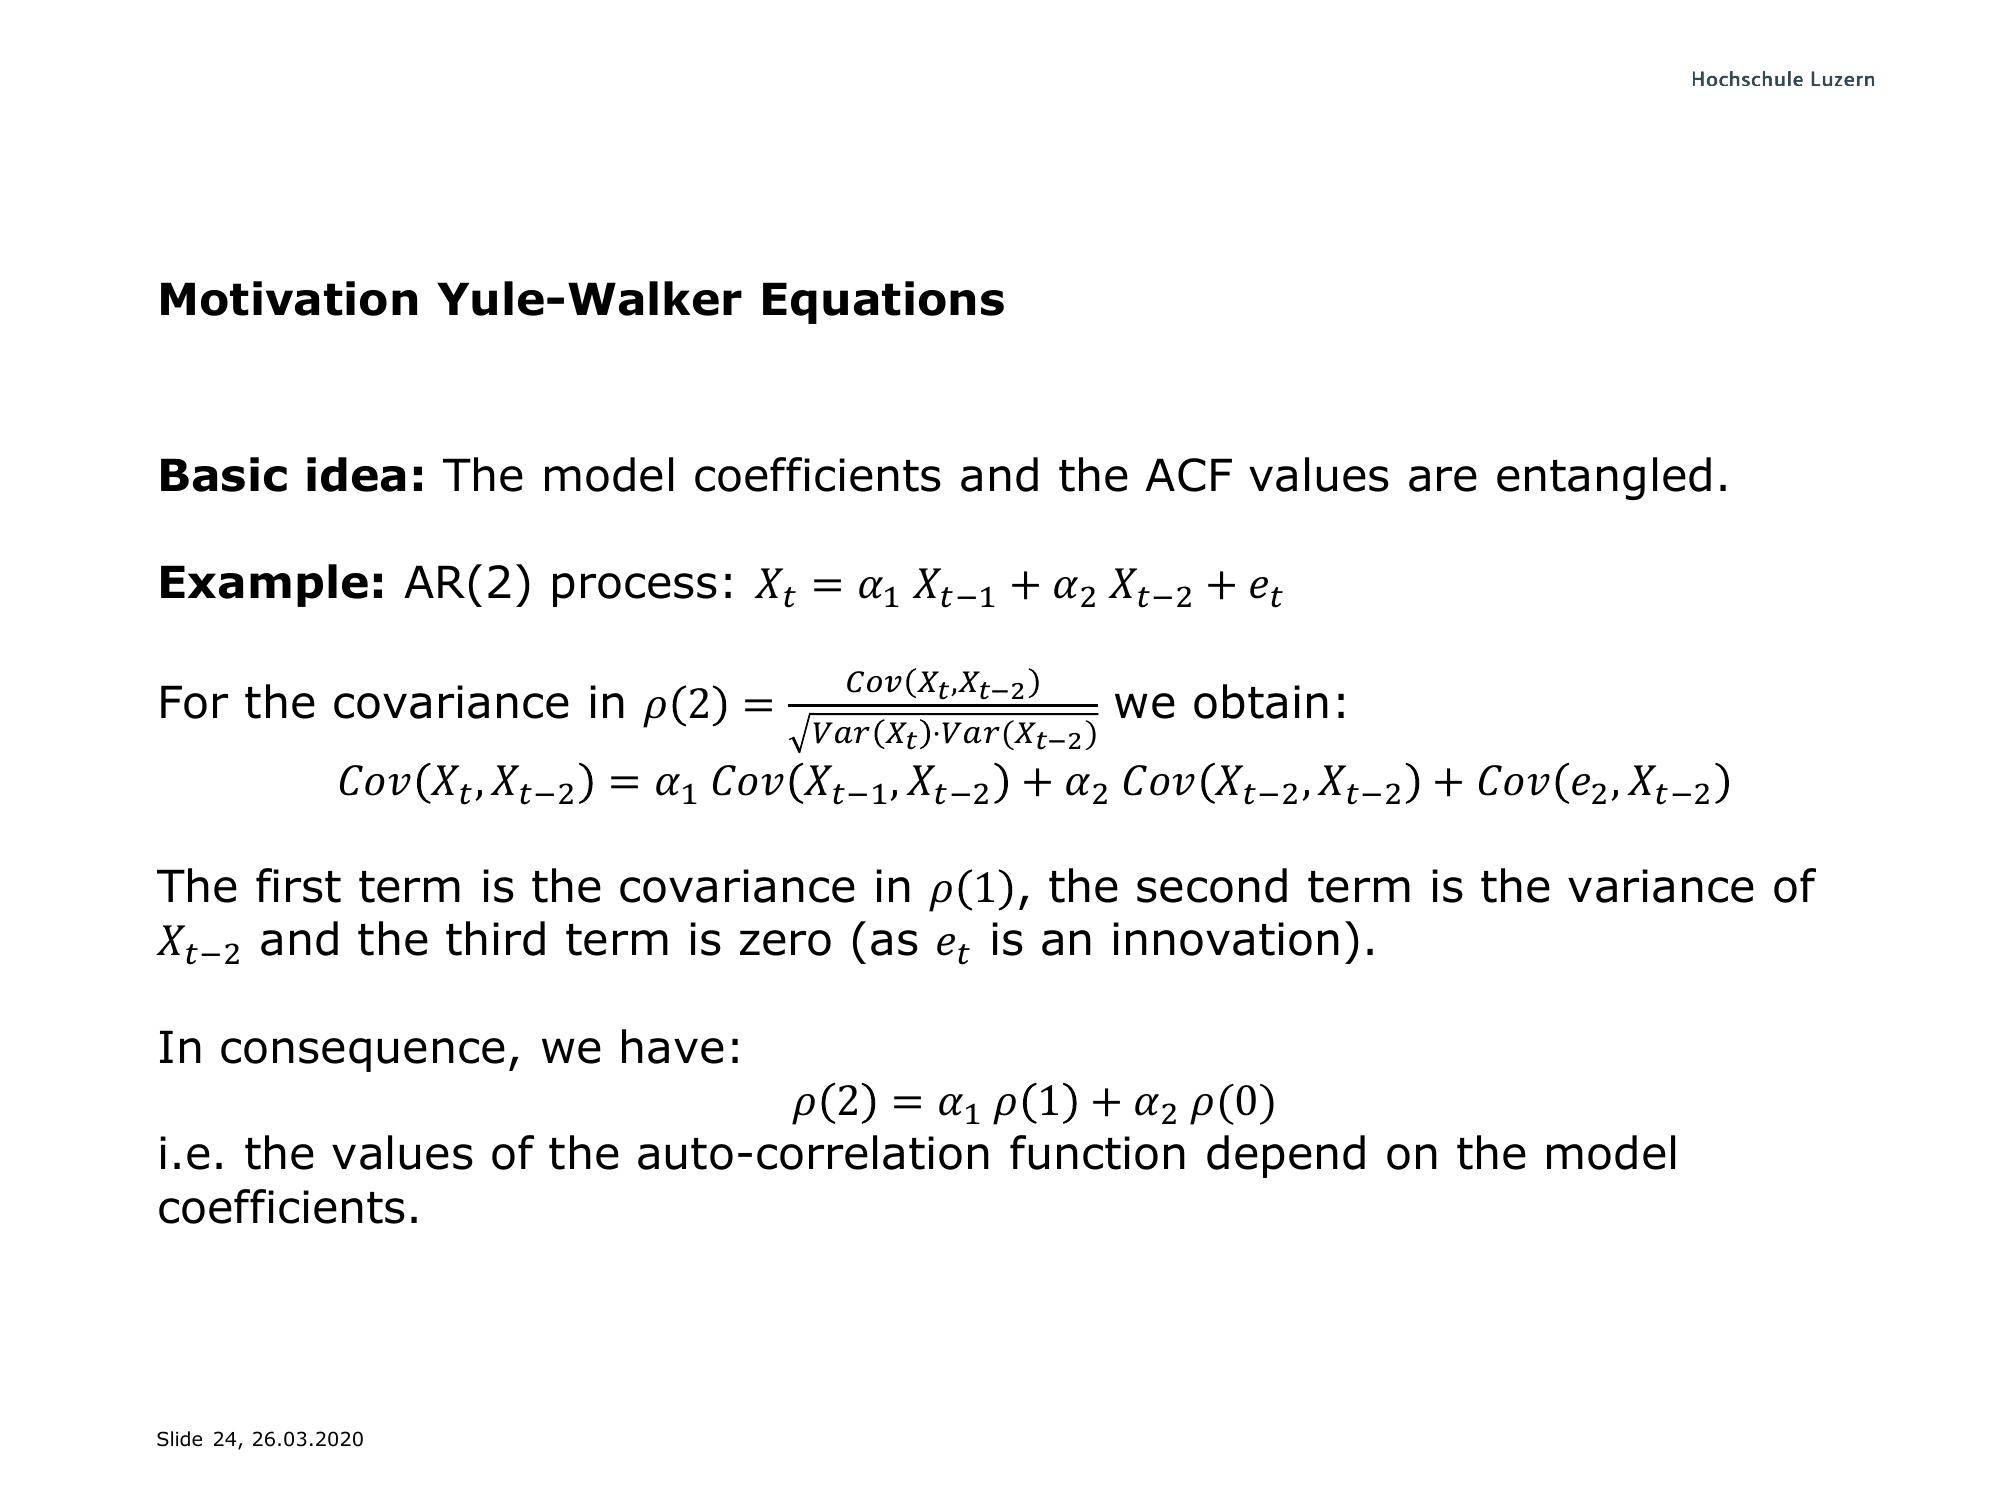 Hochschule Luzern
Motivation Yule-Walker Equations
Basic idea: The model coefficients and the ACF values are entangled.
Example: AR(2) process: $X_t = \alpha_1 X_{t-1} + \alpha_2 X_{t-2} + e_t$
For the covariance in $\rho(2) = \frac{Cov(X_t, X_{t-2})}{\sqrt{Var(X_t) \cdot Var(X_{t-2})}}$ we obtain:
$Cov(X_t, X_{t-2}) = \alpha_1 Cov(X_{t-1}, X_{t-2}) + \alpha_2 Cov(X_{t-2}, X_{t-2}) + Cov(e_2, X_{t-2})$
The first term is the covariance in $\rho(1)$, the second term is the variance of
$X_{t-2}$ and the third term is zero (as $e_t$ is an innovation).
In consequence, we have:
$\rho(2) = \alpha_1 \rho(1) + \alpha_2 \rho(0)$
i.e. the values of the auto-correlation function depend on the model
coefficients.
Slide 24, 26.03.2020